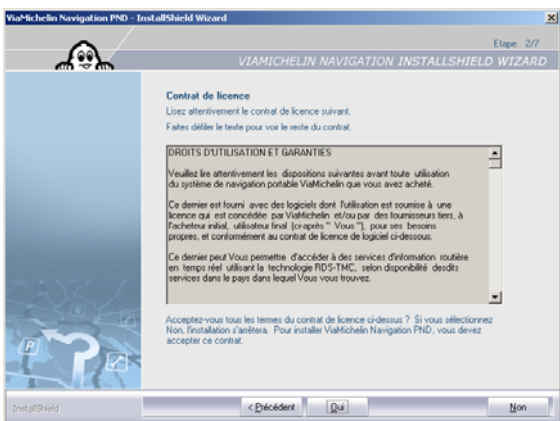 ViaMichelin Navigation PND - InstallShield Wizard
Etape 2/7
VIAMICHELIN NAVIGATION INSTALLSHIELD WIZARD
Contrat de licence
Lisez attentivement le contrat de licence suivant.
Faites défiler le texte pour voir le reste du contrat.
DROITS D'UTILISATION ET GARANTIES
Veuillez lire attentivement les dispositions suivantes avant toute utilisation
du système de navigation portable ViaMichelin que vous avez acheté.
Ce dernier est fourni avec des logiciels dont l'utilisation est soumise à une
licence qui est concédée par ViaMichelin et/ou par des fournisseurs tiers, à
l'acheteur initial, utilisateur final (ci-après " Vous "), pour ses besoins
propres, et conformément au contrat de licence de logiciel ci-dessous.
Ce dernier peut Vous permettre d'accéder à des services d'information routière
en temps réel utilisant la technologie RDS-TMC, selon disponibilité desdits
services dans le pays dans lequel Vous vous trouvez.
Acceptez-vous tous les termes du contrat de licence ci-dessus ? Si vous sélectionnez
Non, l'installation s'arrêtera. Pour installer ViaMichelin Navigation PND, vous devez
accepter ce contrat.
P
InstallShield
< Précédent
Oui
Non